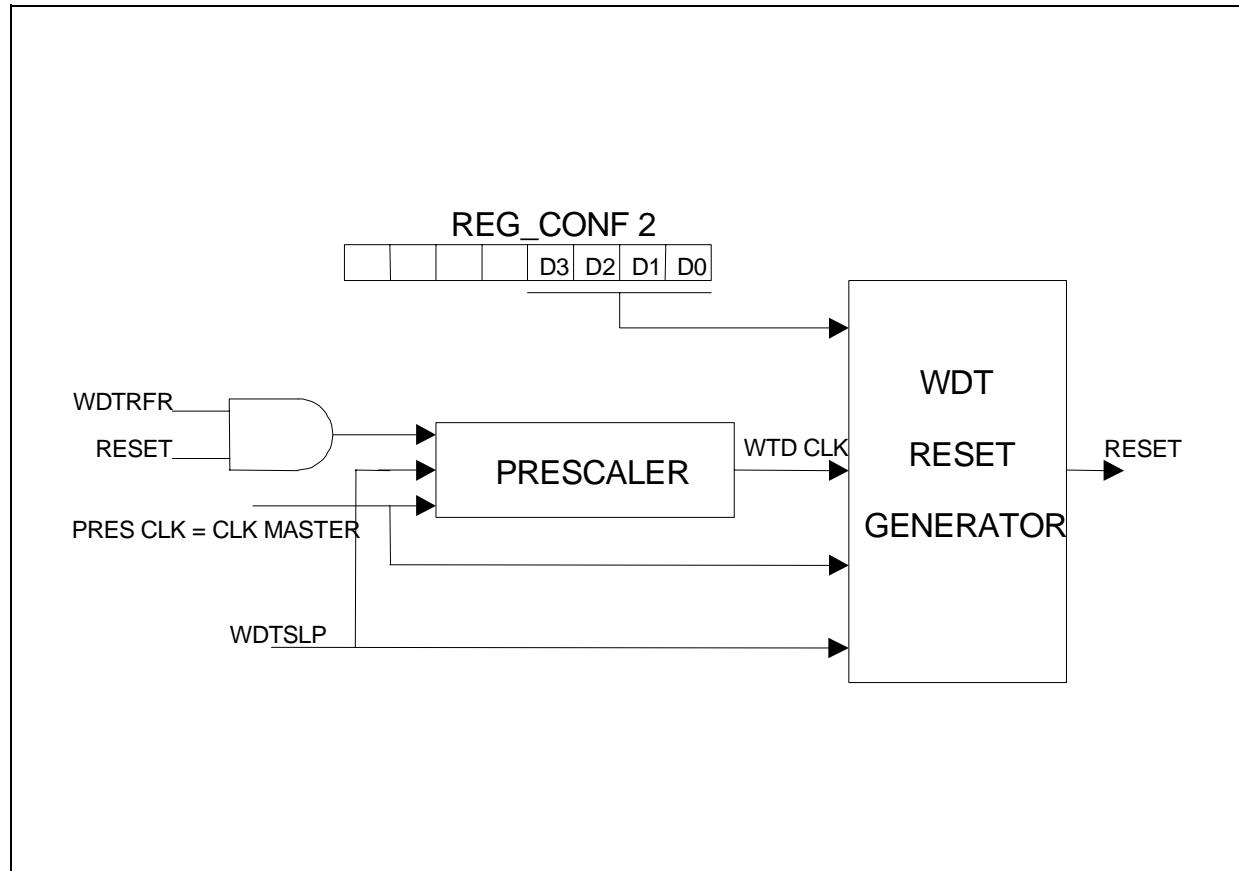 REG_CONF 2
D3 D2 D1 D0
WDTRFR
RESET
PRES CLK = CLK MASTER
WDTSLP
PRESCALER
WTD CLK
WDT
RESET
GENERATOR
RESET